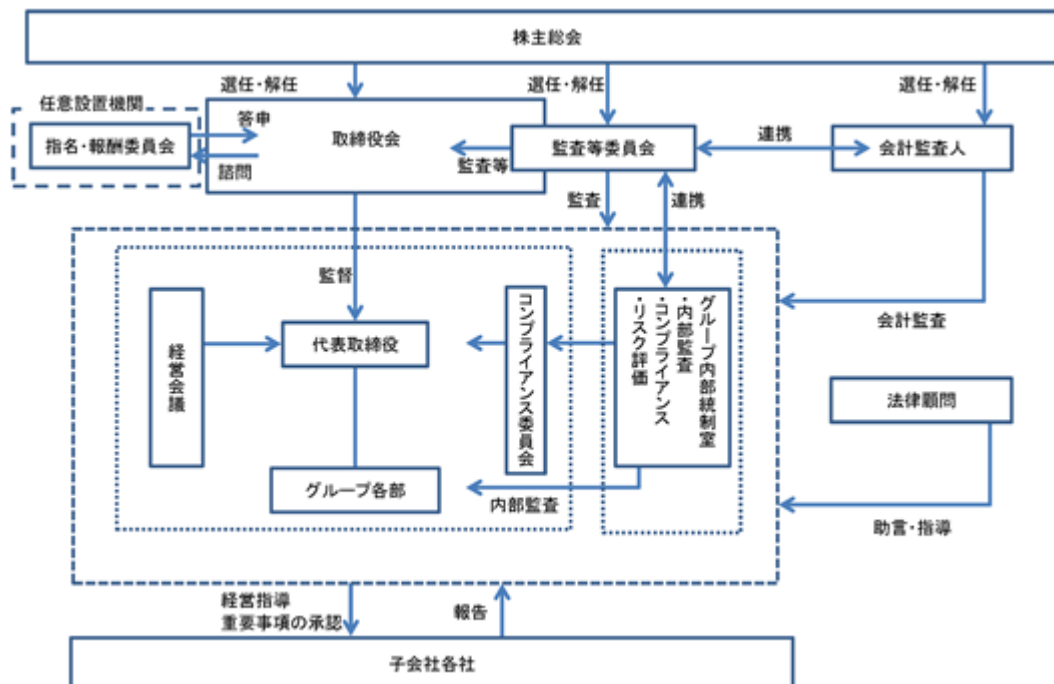 株主総会
選任・解任
選任・解任
選任・解任
任意設置機関
指名・報酬委員会
答申
諮問
取締役会
監査等
監査等委員会
連携
会計監査人
監査
連携
監督
会計監査
経営会議
代表取締役
コンプライアンス委員会
グループ内部統制室
・内部監査
・コンプライアンス
・リスク評価
法律顧問
グループ各部
内部監査
助言・指導
経営指導
重要事項の承認
報告
子会社各社